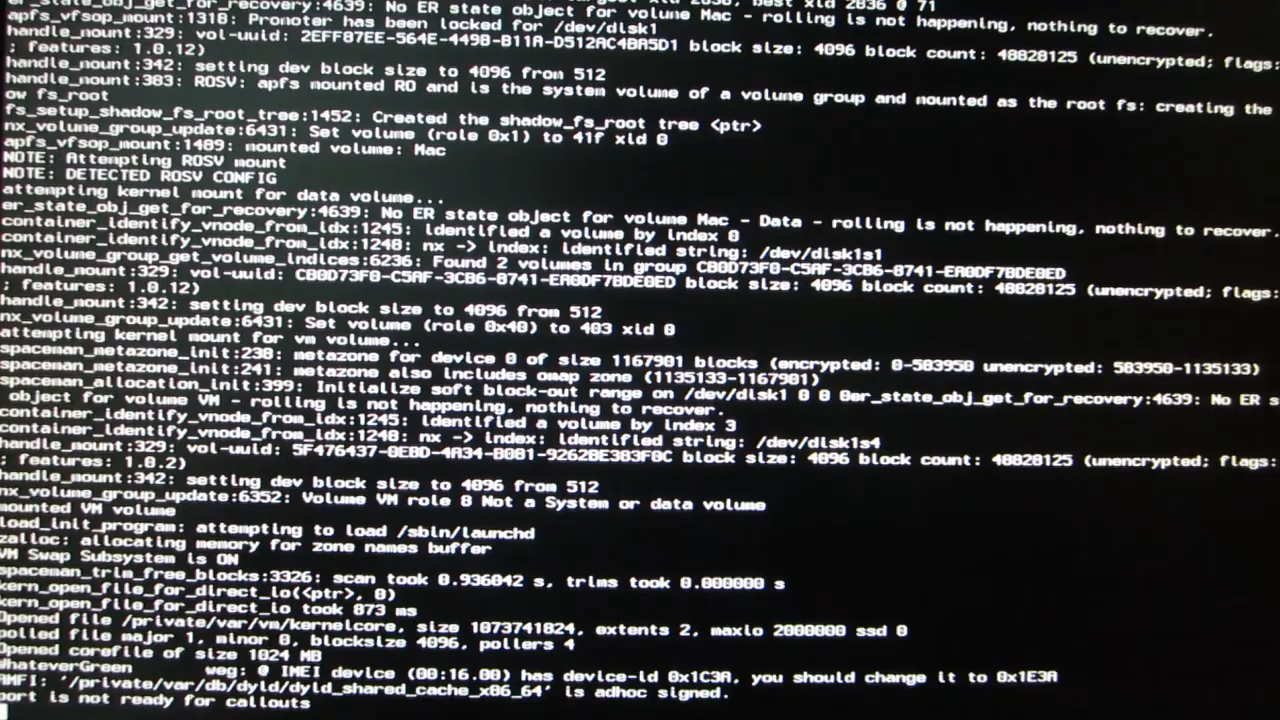 er_state_obj_get_for_recovery:4639: No ER state object for volume Mac - rolling is not happening, nothing to recover.
apfs_vfsop_mount:1318: Promoter has been locked for /dev/disk1
handle_mount:329: vol-uuid: 2EFF87EE-564E-449B-B11A-D512AC4BA5D1 block size: 4096 block count: 48828125 (unencrypted; flags:
; features: 1.0.12)
handle_mount:342: setting dev block size to 4096 from 512
handle_mount:383: ROSV: apfs mounted RO and is the system volume of a volume group and mounted as the root fs: creating the
ow fs_root
fs_setup_shadow_fs_root_tree:1452: Created the shadow_fs_root tree <ptr>
nx_volume_group_update:6431: Set volume (role 0x1) to 41f xid 0
apfs_vfsop_mount:1489: mounted volume: Mac
NOTE: Attempting ROSV mount
NOTE: DETECTED ROSV CONFIG
attempting kernel mount for data volume...
er_state_obj_get_for_recovery:4639: No ER state object for volume Mac - Data - rolling is not happening, nothing to recover.
container_identify_vnode_from_idx:1245: Identified a volume by index 0
container_identify_vnode_from_idx:1248: nx -> index: identified string: /dev/disk1s1
nx_volume_group_get_volume_indices:6236: Found 2 volumes in group CB0D73F0-C5AF-3CB6-8741-EA0DF7BDE0ED
handle_mount:329: vol-uuid: CB0D73F0-C5AF-3CB6-8741-EA0DF7BDE0ED block size: 4096 block count: 48828125 (unencrypted; flags:
; features: 1.0.12)
handle_mount:342: setting dev block size to 4096 from 512
nx_volume_group_update:6431: Set volume (role 0x40) to 403 xid 0
attempting kernel mount for vm volume...
spaceman_metazone_init:238: metazone for device 0 of size 1167981 blocks (encrypted: 0-583950 unencrypted: 583950-1135133)
spaceman_metazone_init:241: metazone also includes omap zone (1135133-1167981)
spaceman_allocation_init:399: Initialize soft block-out range on /dev/disk1 0 0 0er_state_obj_get_for_recovery:4639: No ER s
object for volume VM - rolling is not happening, nothing to recover.
container_identify_vnode_from_idx:1245: Identified a volume by index 3
container_identify_vnode_from_idx:1248: nx -> index: identified string: /dev/disk1s4
handle_mount:329: vol-uuid: 5F476437-0EBD-4A34-B081-9262BE383F0C block size: 4096 block count: 48828125 (unencrypted; flags:
; features: 1.0.2)
handle_mount:342: setting dev block size to 4096 from 512
nx_volume_group_update:6352: Volume VM role 8 Not a System or data volume
mounted VM volume
load_init_program: attempting to load /sbin/launchd
zalloc: allocating memory for zone names buffer
VM Swap Subsystem is ON
spaceman_trim_free_blocks:3326: scan took 0.936042 s, trims took 0.000000 s
kern_open_file_for_direct_io(<ptr>, 0)
kern_open_file_for_direct_io took 873 ms
Opened file /private/var/vm/kernelcore, size 1073741824, extents 2, maxio 2000000 ssd 0
polled file major 1, minor 0, blocksize 4096, pollers 4
Opened corefile of size 1024 MB
WhateverGreen weg: @ IMEI device (00:16.00) has device-id 0x1C3A, you should change it to 0x1E3A
AMFI: '/private/var/db/dyld/dyld_shared_cache_x86_64' is adhoc signed.
port is not ready for callouts